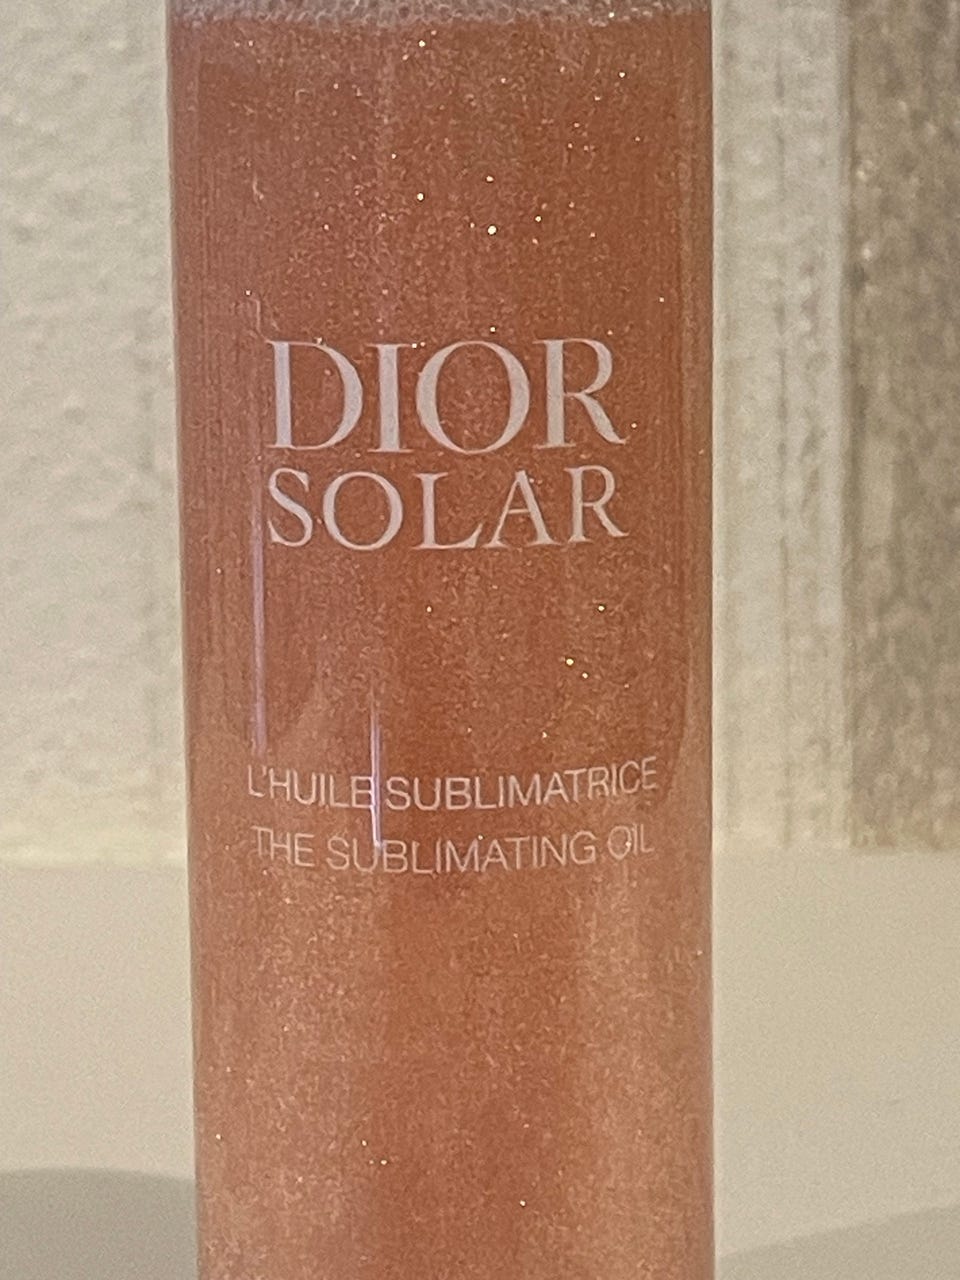 DIOR
SOLAR
L'HUILE SUBLIMATRICE
THE SUBLIMATING OIL